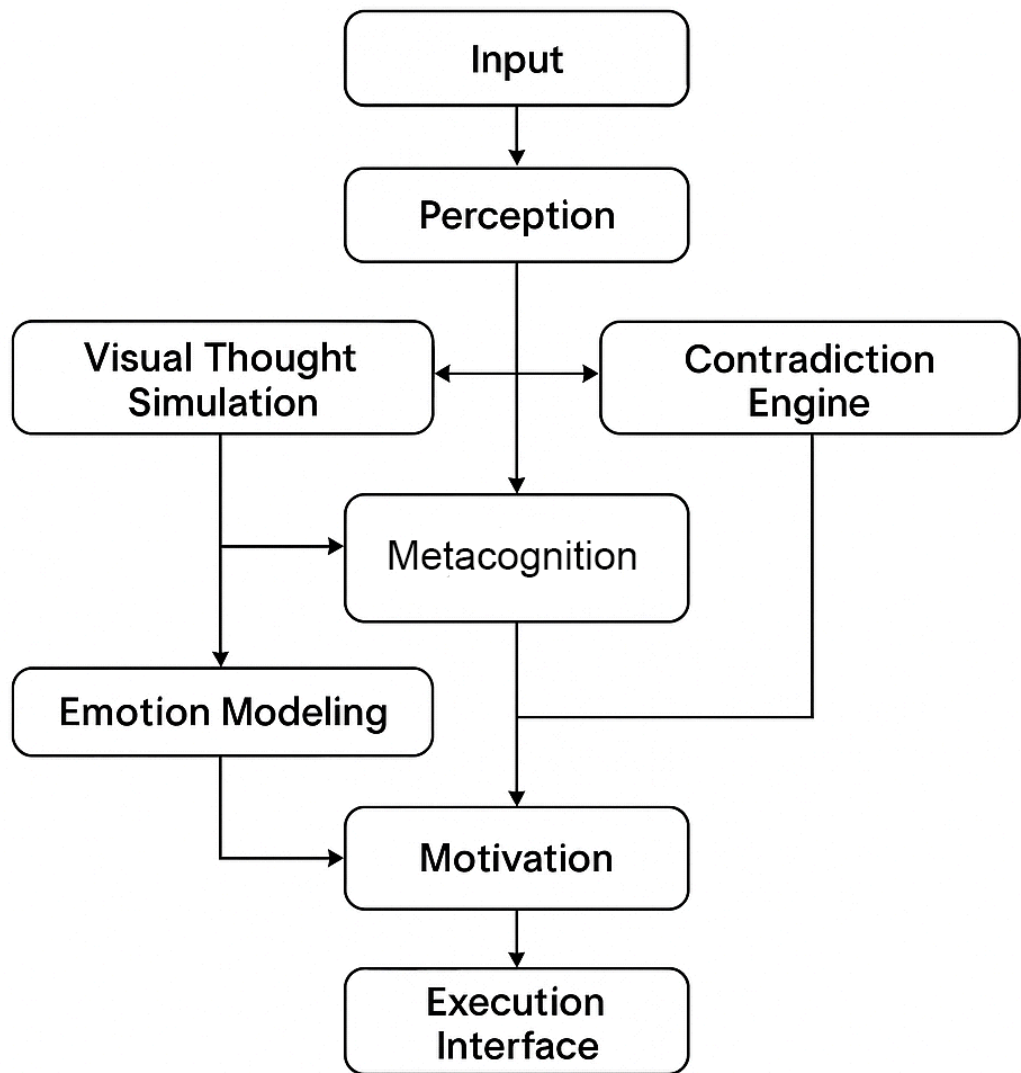 Input
Perception
Visual Thought
Simulation
Contradiction
Engine
Metacognition
Emotion Modeling
Motivation
Execution
Interface